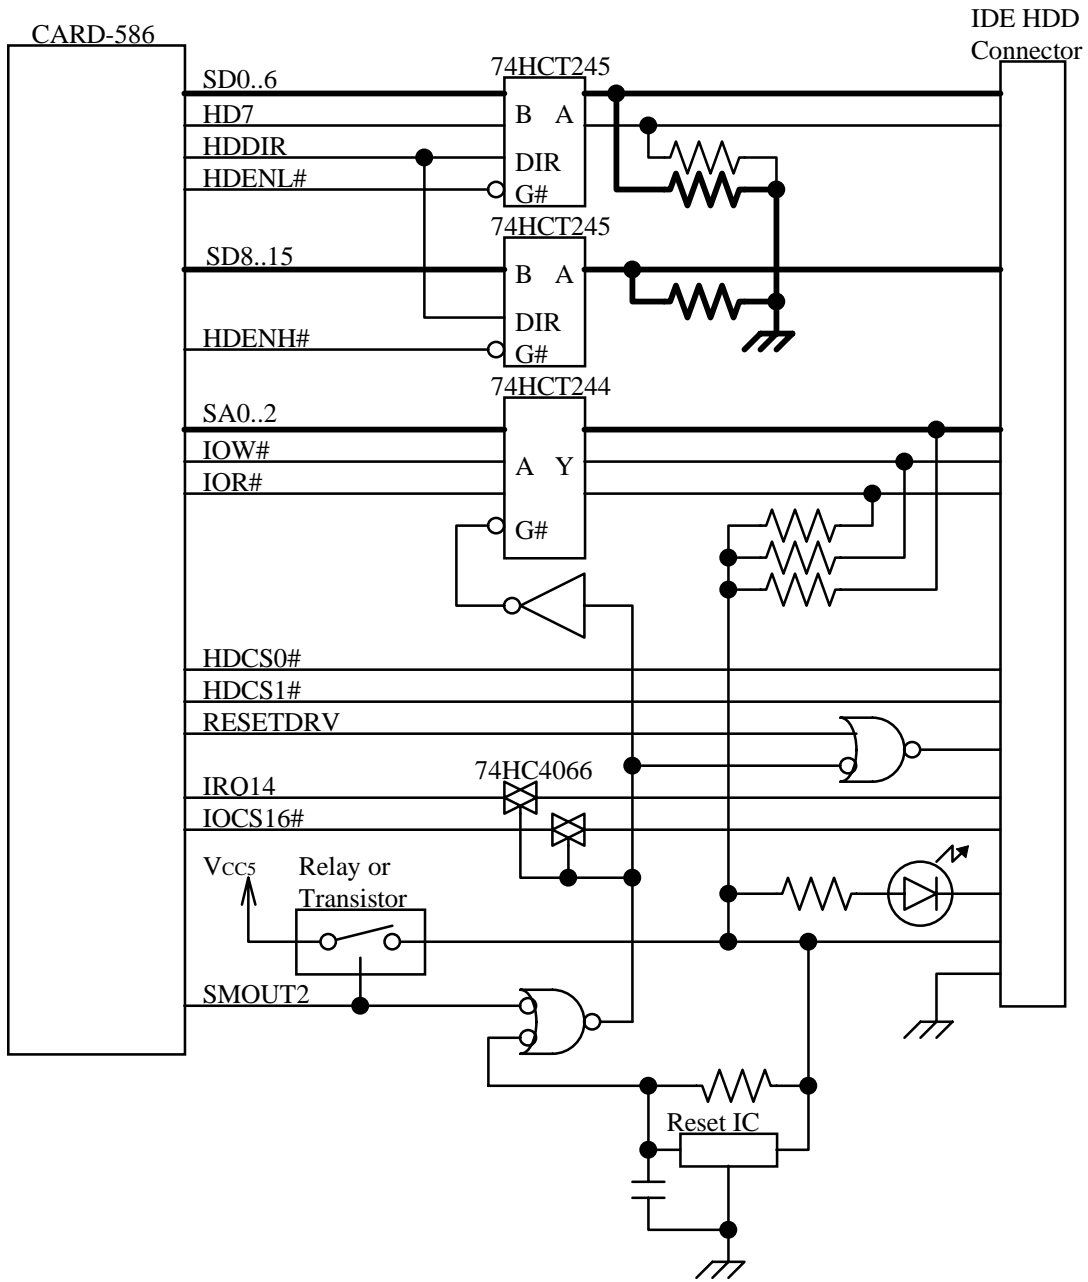 CARD-586
IDE HDD
Connector
74HCT245
SD0..6
HD7
B A
HDDIR
DIR
HDENL#
G#
74HCT245
SD8..15
B A
DIR
HDENH#
G#
74HCT244
SA0..2
IOW#
A Y
IOR#
G#
HDCS0#
HDCS1#
RESETDRV
74HC4066
IRQ14
IOCS16#
VCC5
Relay or
Transistor
SMOUT2
Reset IC